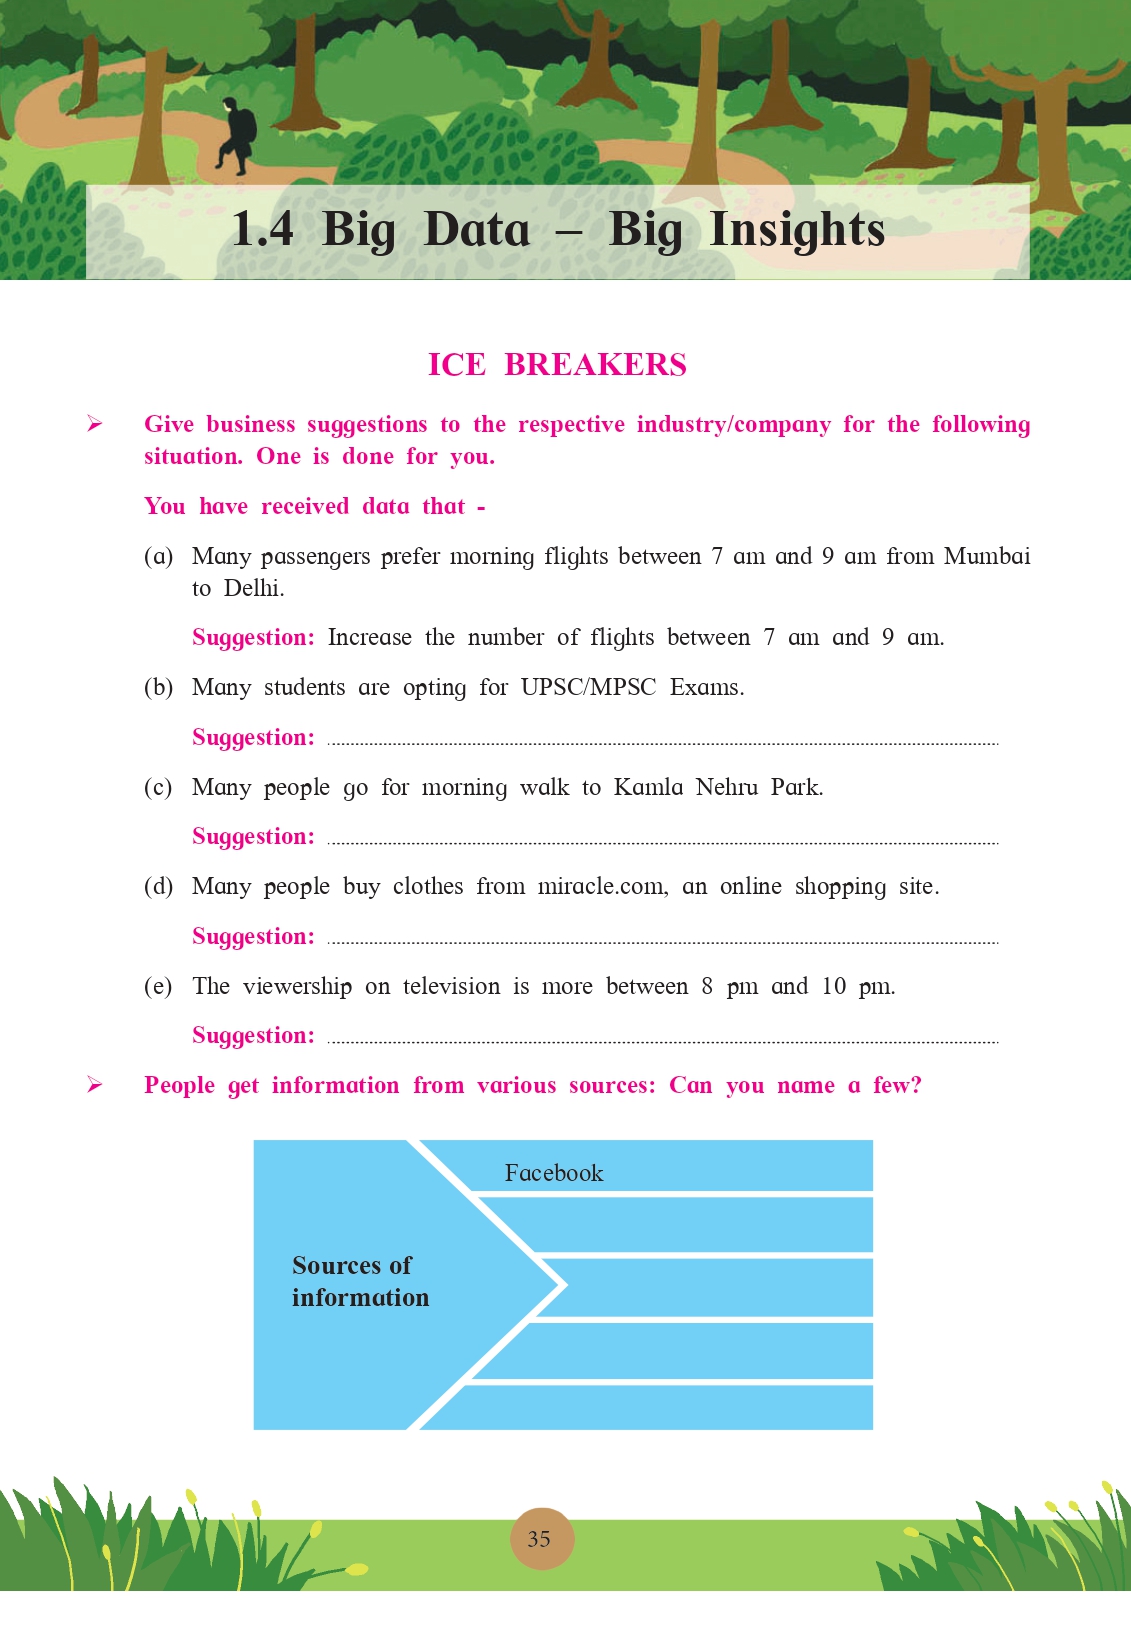 1.4 Big Data – Big Insights
ICE BREAKERS
➢ Give business suggestions to the respective industry/company for the following
situation. One is done for you.
You have received data that -
(a) Many passengers prefer morning flights between 7 am and 9 am from Mumbai
to Delhi.
Suggestion: Increase the number of flights between 7 am and 9 am.
(b) Many students are opting for UPSC/MPSC Exams.
Suggestion:
(c) Many people go for morning walk to Kamla Nehru Park.
Suggestion:
(d) Many people buy clothes from miracle.com, an online shopping site.
Suggestion:
(e) The viewership on television is more between 8 pm and 10 pm.
Suggestion:
➢ People get information from various sources: Can you name a few?
Facebook
Sources of
information
35